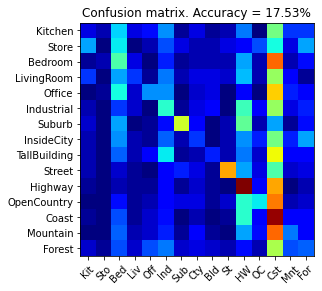 Confusion matrix. Accuracy = 17.53%
Kitchen
Store
Bedroom
LivingRoom
Office
Industrial
Suburb
InsideCity
TallBuilding
Street
Highway
OpenCountry
Coast
Mountain
Forest
Kit Sto Bed Liv Off Ind Sub Cty Bld St HW OC Cst Mnt For